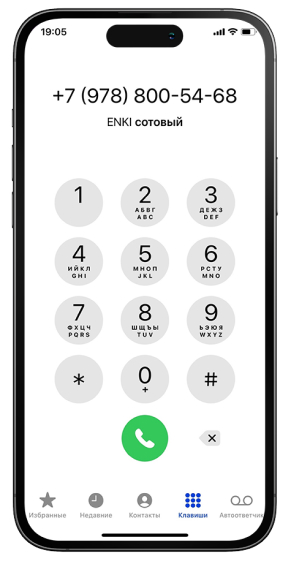 19:05
+7 (978) 800-54-68
ENKI сотовый
1 2 3
АБВГ ДЕЖЗ
ABC DEF
4 5 6
ИЙКЛ МНОП РСТУ
GHI JKL MNO
7 8 9
ФХЦЧ ШЩЪЫ ЬЭЮЯ
PQRS TUV WXYZ
* 0 #
+
Избранные Недавние Контакты Клавиши Автоответчик